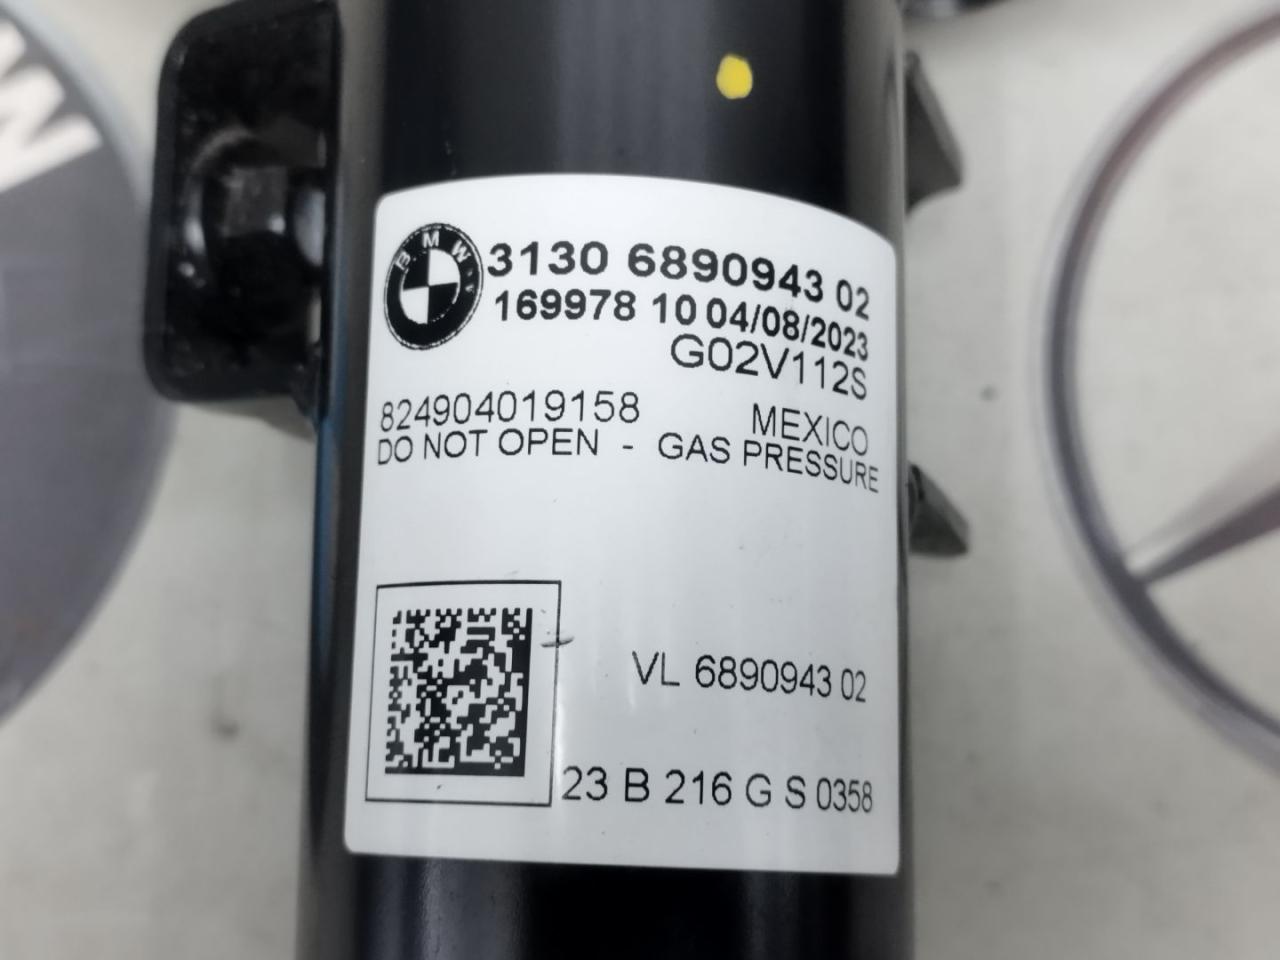 BMW
3130 6890943 02
169978 10 04/08/2023
G02V112S
824904019158 MEXICO
DO NOT OPEN - GAS PRESSURE
VL 6890943 02
23 B 216 G S 0358